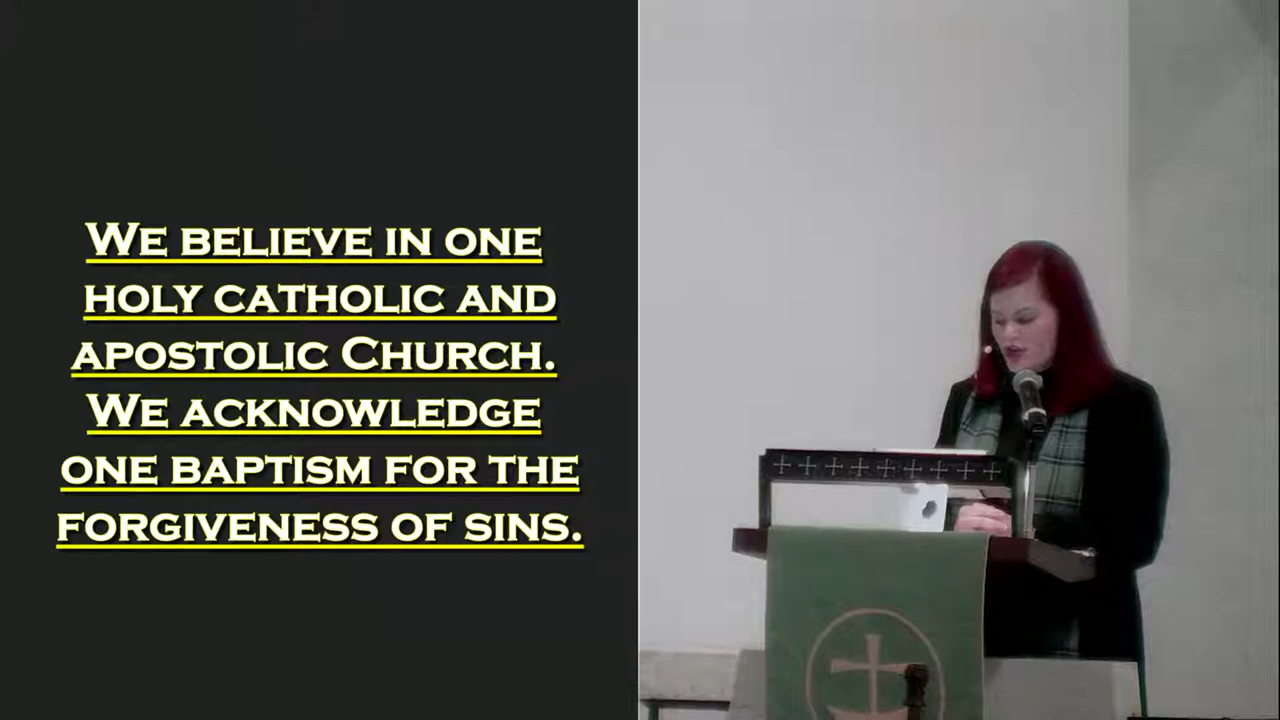 We believe in one
holy catholic and
apostolic Church.
We acknowledge
one baptism for the
forgiveness of sins.